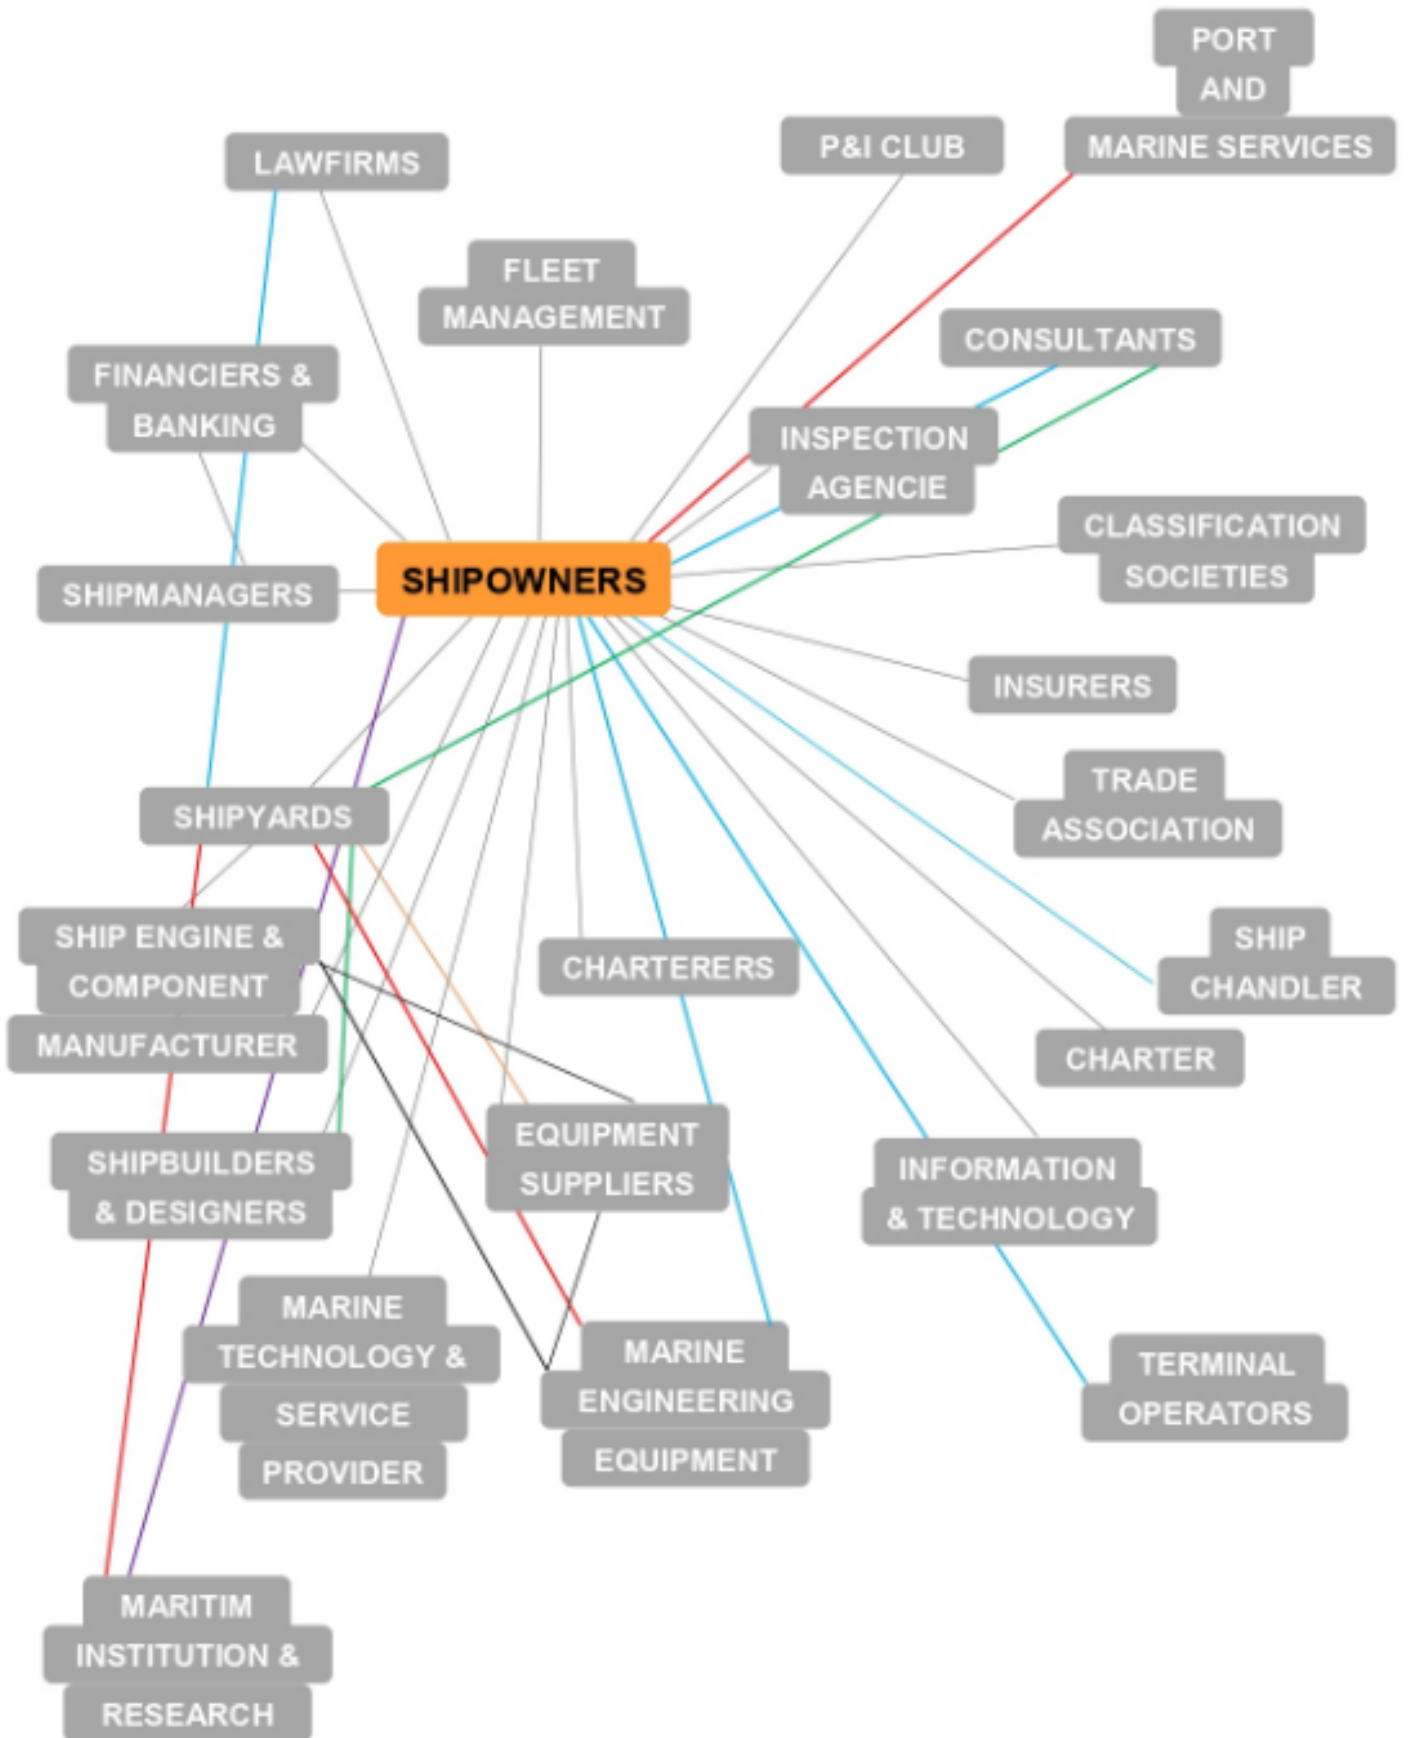 PORT
AND
MARINE SERVICES
P&I CLUB
LAWFIRMS
FLEET
MANAGEMENT
CONSULTANTS
FINANCIERS &
BANKING
INSPECTION
AGENCIE
CLASSIFICATION
SOCIETIES
SHIPMANAGERS
SHIPOWNERS
INSURERS
TRADE
ASSOCIATION
SHIPYARDS
SHIP ENGINE &
COMPONENT
MANUFACTURER
CHARTERERS
SHIP
CHANDLER
CHARTER
SHIPBUILDERS
& DESIGNERS
EQUIPMENT
SUPPLIERS
INFORMATION
& TECHNOLOGY
MARINE
TECHNOLOGY &
SERVICE
PROVIDER
MARINE
ENGINEERING
EQUIPMENT
TERMINAL
OPERATORS
MARITIM
INSTITUTION &
RESEARCH